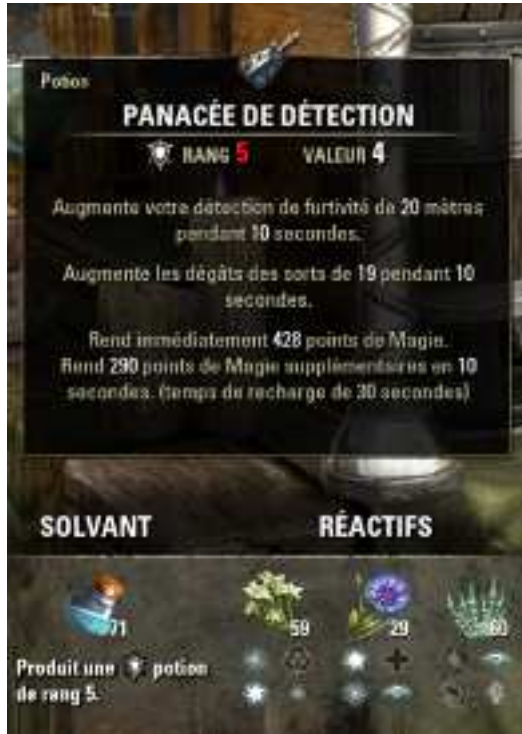 Potion
PANACÉE DE DÉTECTION
RANG 5 VALEUR 4
Augmente votre détection de furtivité de 20 mètres
pendant 10 secondes.
Augmente les dégâts des sorts de 19 pendant 10
secondes.
Rend immédiatement 428 points de Magie.
Rend 290 points de Magie supplémentaires en 10
secondes. (temps de recharge de 30 secondes)
SOLVANT RÉACTIFS
71 59 29 60
Produit une potion
de rang 5.